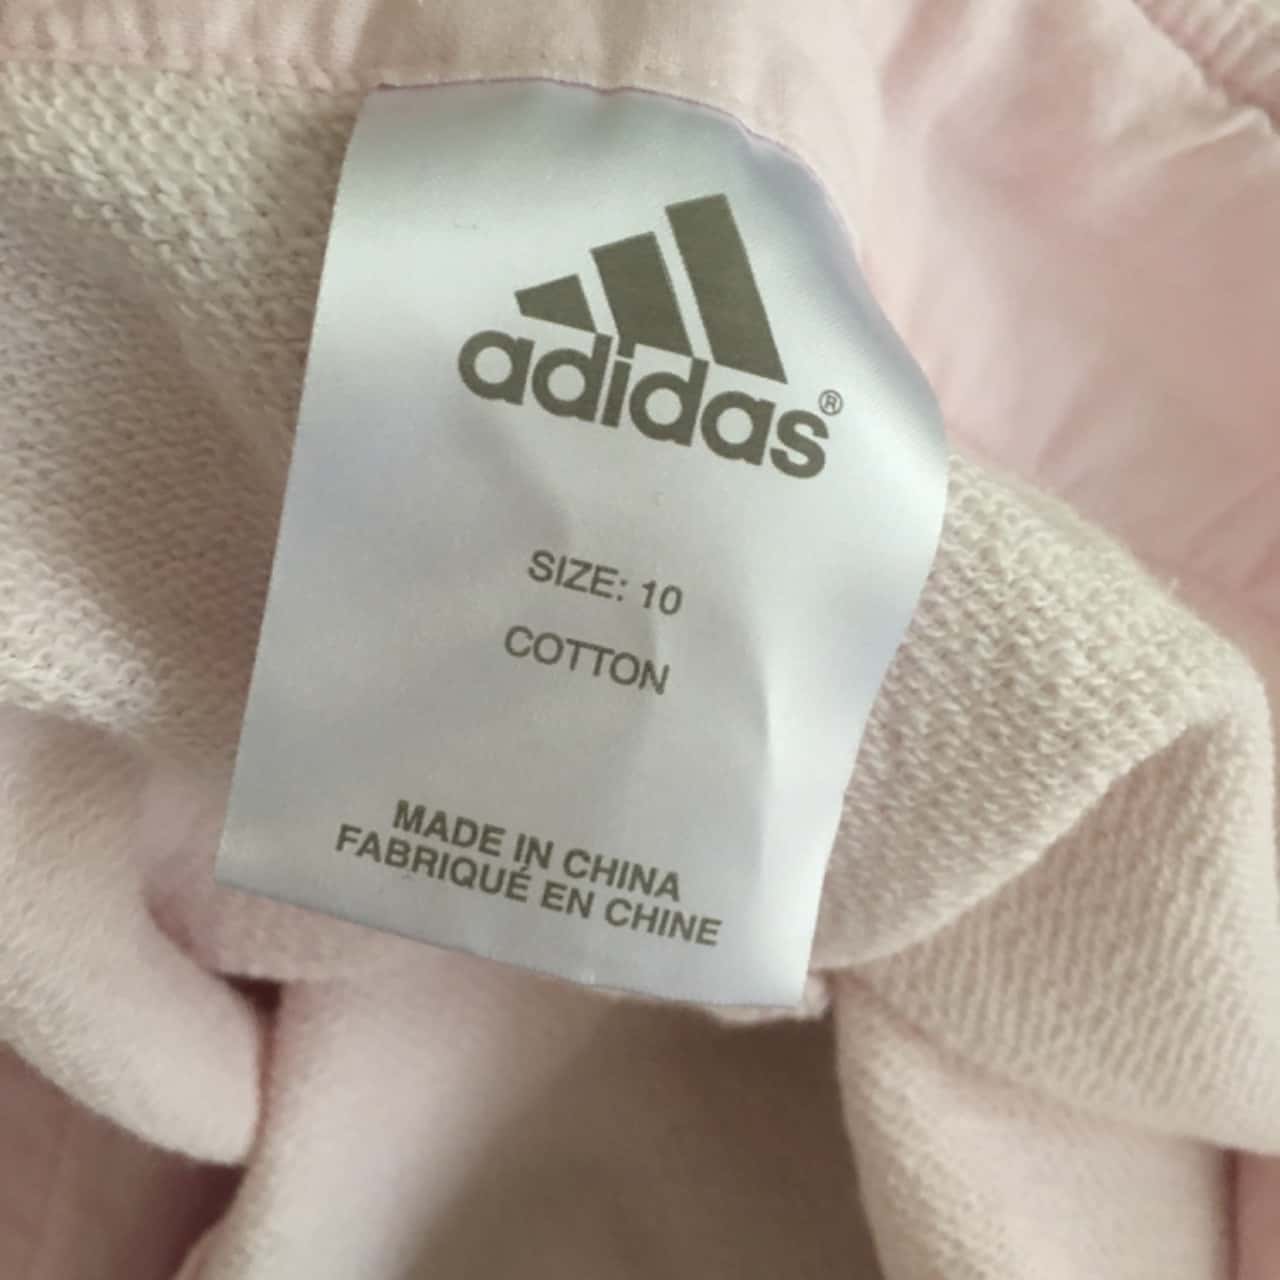 adidas®
SIZE: 10
COTTON
MADE IN CHINA
FABRIQUÉ EN CHINE